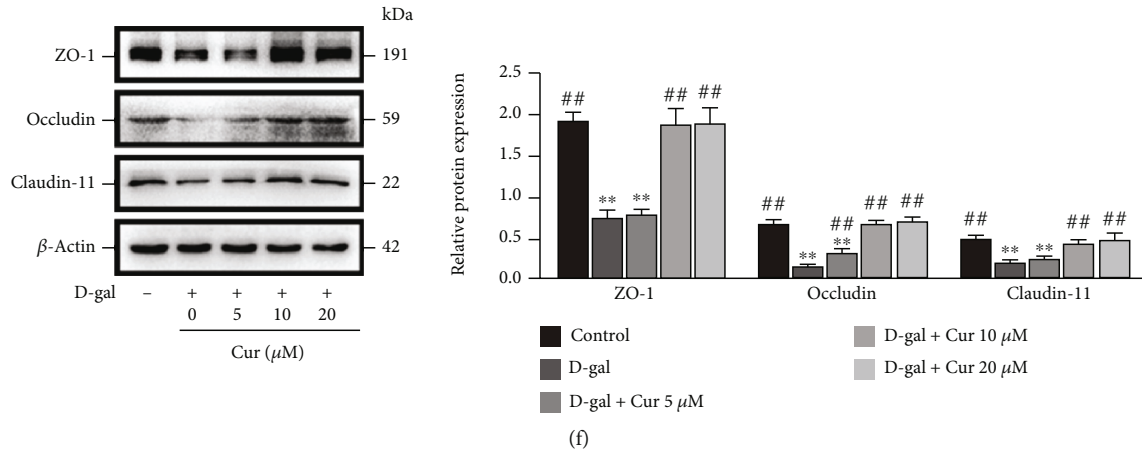 kDa
ZO-1 191
Occludin 59
Claudin-11 22
β-Actin 42
D-gal – + + + +
0 5 10 20
Cur (μM)
Relative protein expression
2.5
2.0
1.5
1.0
0.5
0.0
## ** ** ## ##
## ** ## ** ## ##
## ** ** ## ##
ZO-1 Occludin Claudin-11
Control
D-gal
D-gal + Cur 5 μM
D-gal + Cur 10 μM
D-gal + Cur 20 μM
(f)